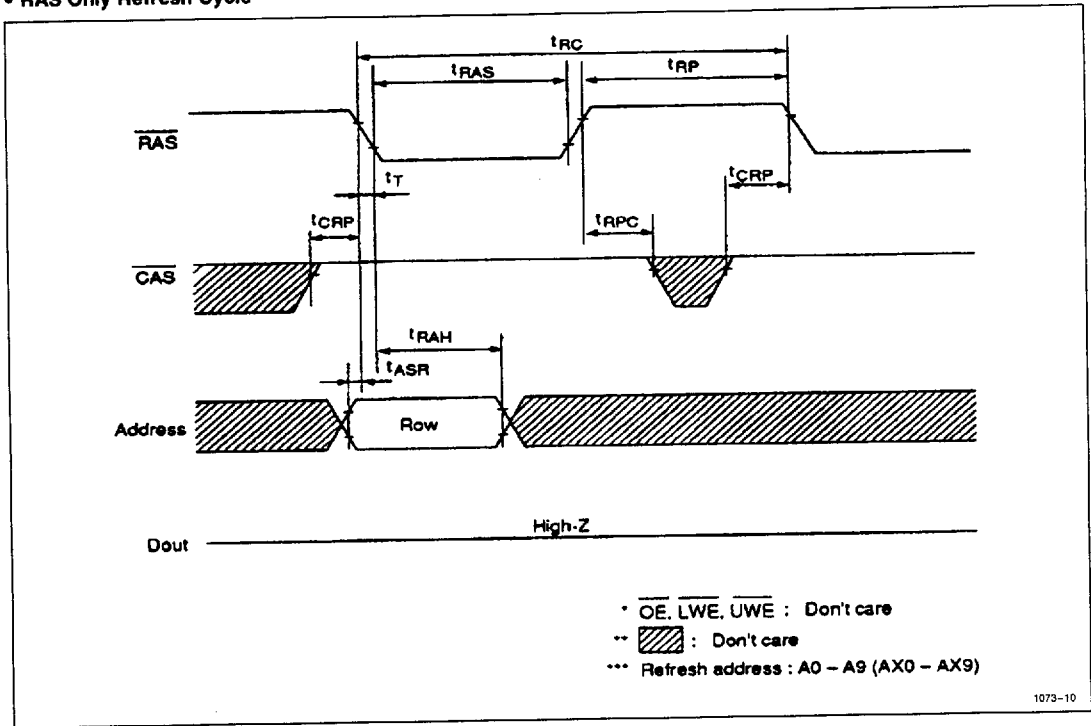 • RAS Only Refresh Cycle
tRC
tRAS
tRP
RAS
tT
tCRP
tCRP
tRPC
CAS
tRAH
tASR
Address
Row
High-Z
Dout
* OE, LWE, UWE : Don't care
** : Don't care
*** Refresh address : A0 – A9 (AX0 – AX9)
1073-10